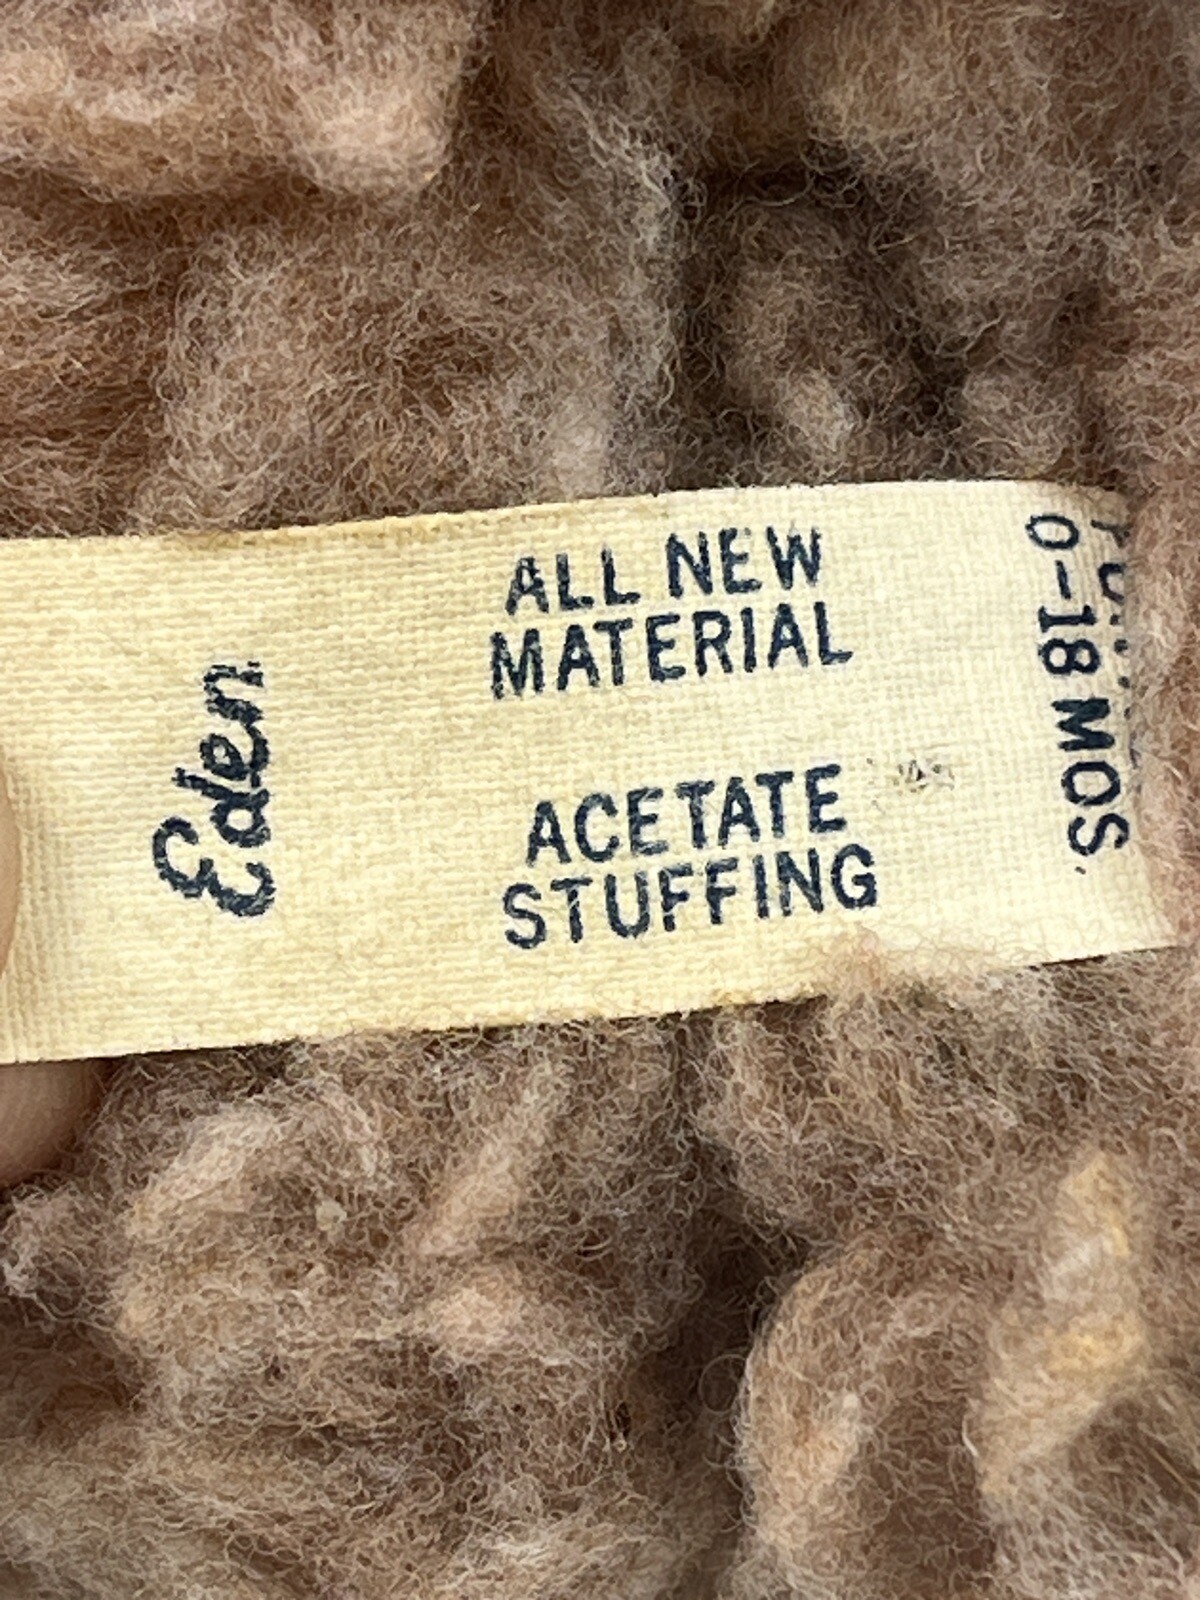 Eden
ALL NEW
MATERIAL
ACETATE
STUFFING
0-18 MOS.